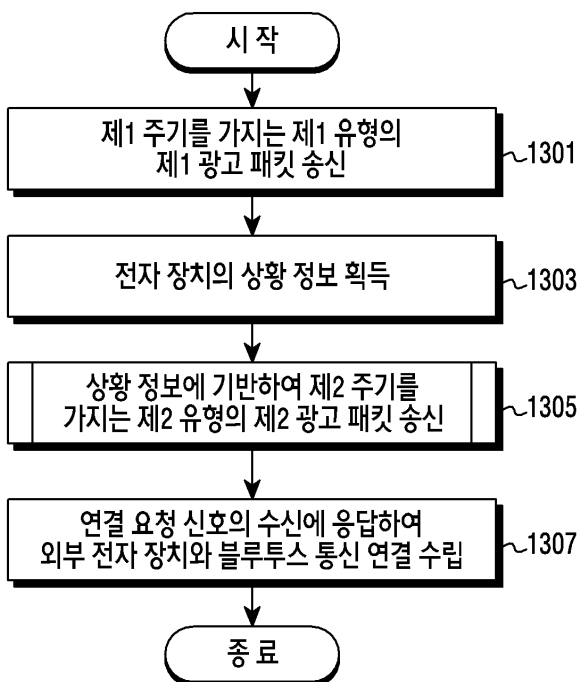 시 작
제1 주기를 가지는 제1 유형의
제1 광고 패킷 송신
1301
전자 장치의 상황 정보 획득
1303
상황 정보에 기반하여 제2 주기를
가지는 제2 유형의 제2 광고 패킷 송신
1305
연결 요청 신호의 수신에 응답하여
외부 전자 장치와 블루투스 통신 연결 수립
1307
종 료